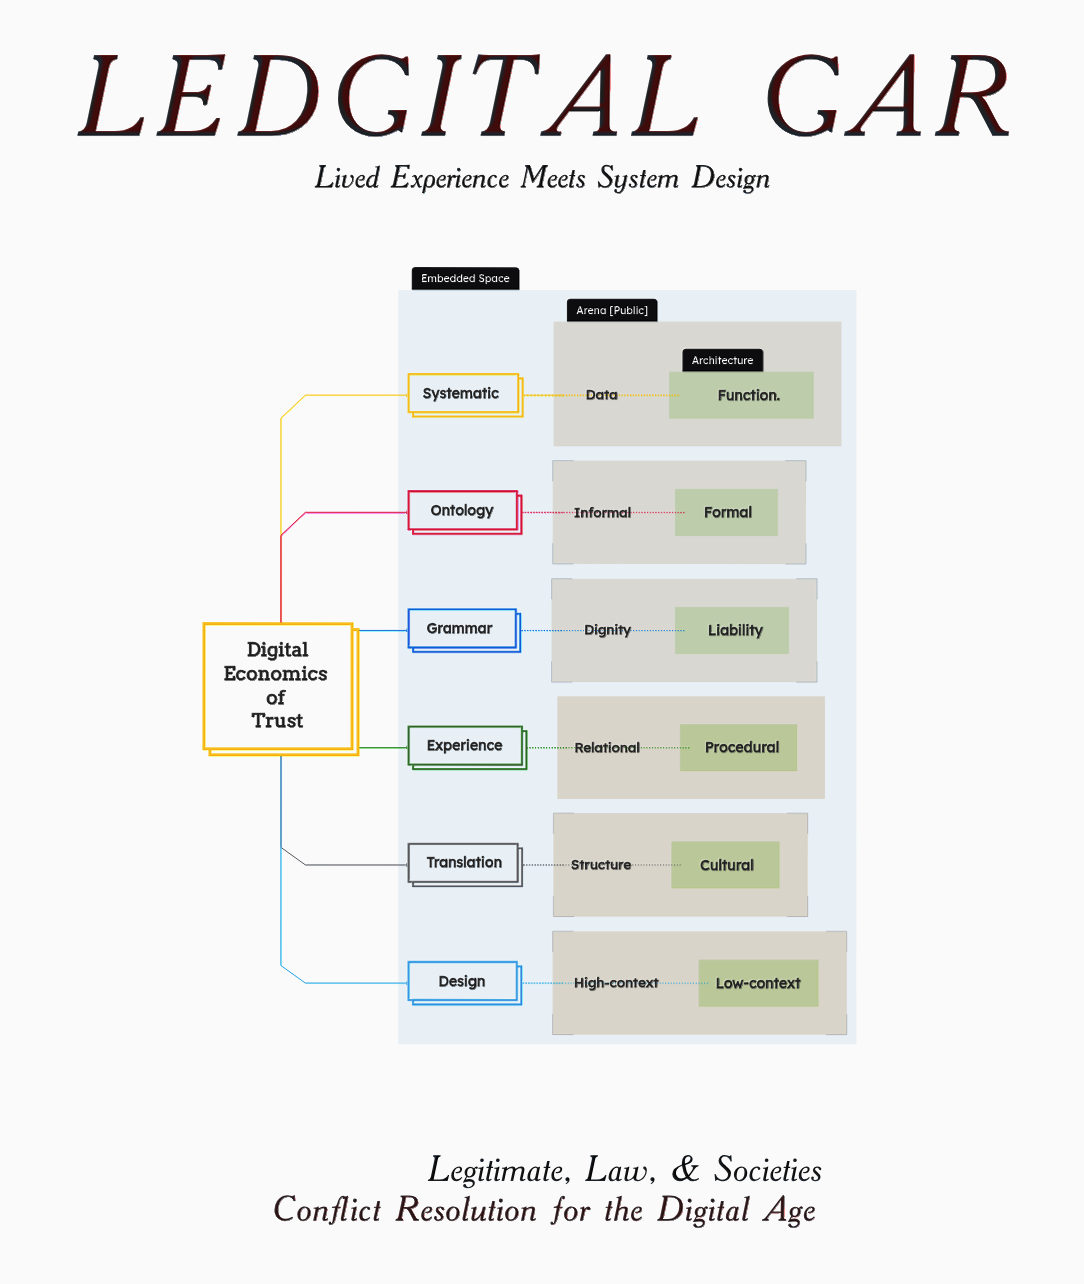 LEDGITAL GAR
Lived Experience Meets System Design
Embedded Space
Arena [Public]
Architecture
Systematic
Data
Function.
Ontology
Informal
Formal
Grammar
Dignity
Liability
Digital
Economics
of
Trust
Experience
Relational
Procedural
Translation
Structure
Cultural
Design
High-context
Low-context
Legitimate, Law, & Societies
Conflict Resolution for the Digital Age